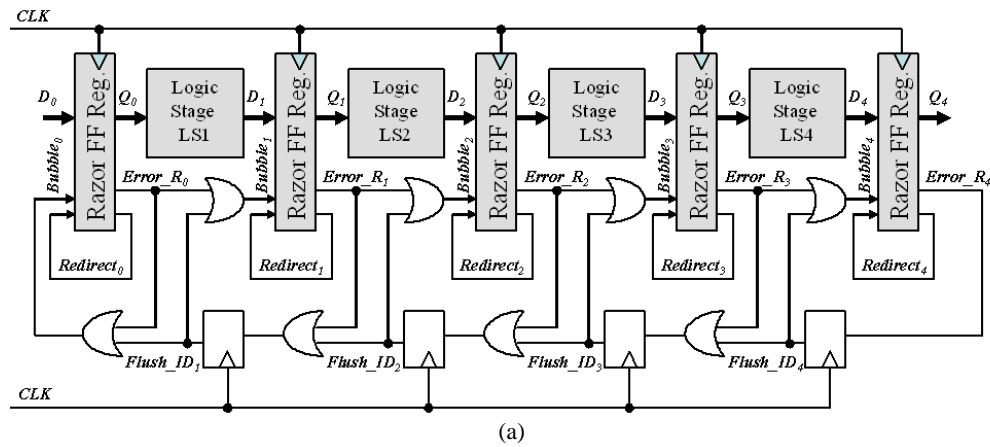 CLK
D0 Q0 Logic Stage LS1 D1 Q1 Logic Stage LS2 D2 Q2 Logic Stage LS3 D3 Q3 Logic Stage LS4 D4 Q4
Razor FF Reg. Razor FF Reg. Razor FF Reg. Razor FF Reg. Razor FF Reg.
Bubble0 Bubble1 Bubble2 Bubble3 Bubble4
Error_R0 Error_R1 Error_R2 Error_R3 Error_R4
Redirect0 Redirect1 Redirect2 Redirect3 Redirect4
Flush_ID1 Flush_ID2 Flush_ID3 Flush_ID4
CLK
(a)